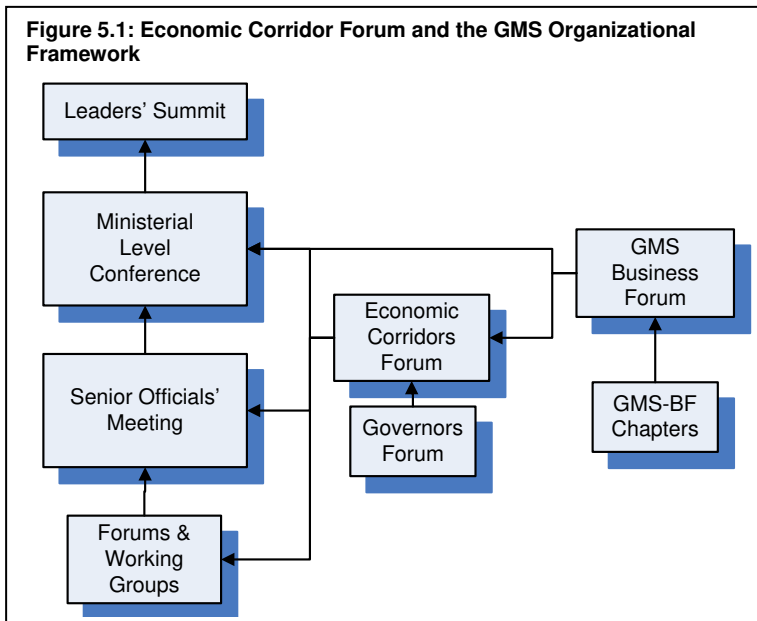 Figure 5.1: Economic Corridor Forum and the GMS Organizational
Framework
Leaders' Summit
Ministerial
Level
Conference
GMS
Business
Forum
Economic
Corridors
Forum
Senior Officials'
Meeting
GMS-BF
Chapters
Governors
Forum
Forums &
Working
Groups